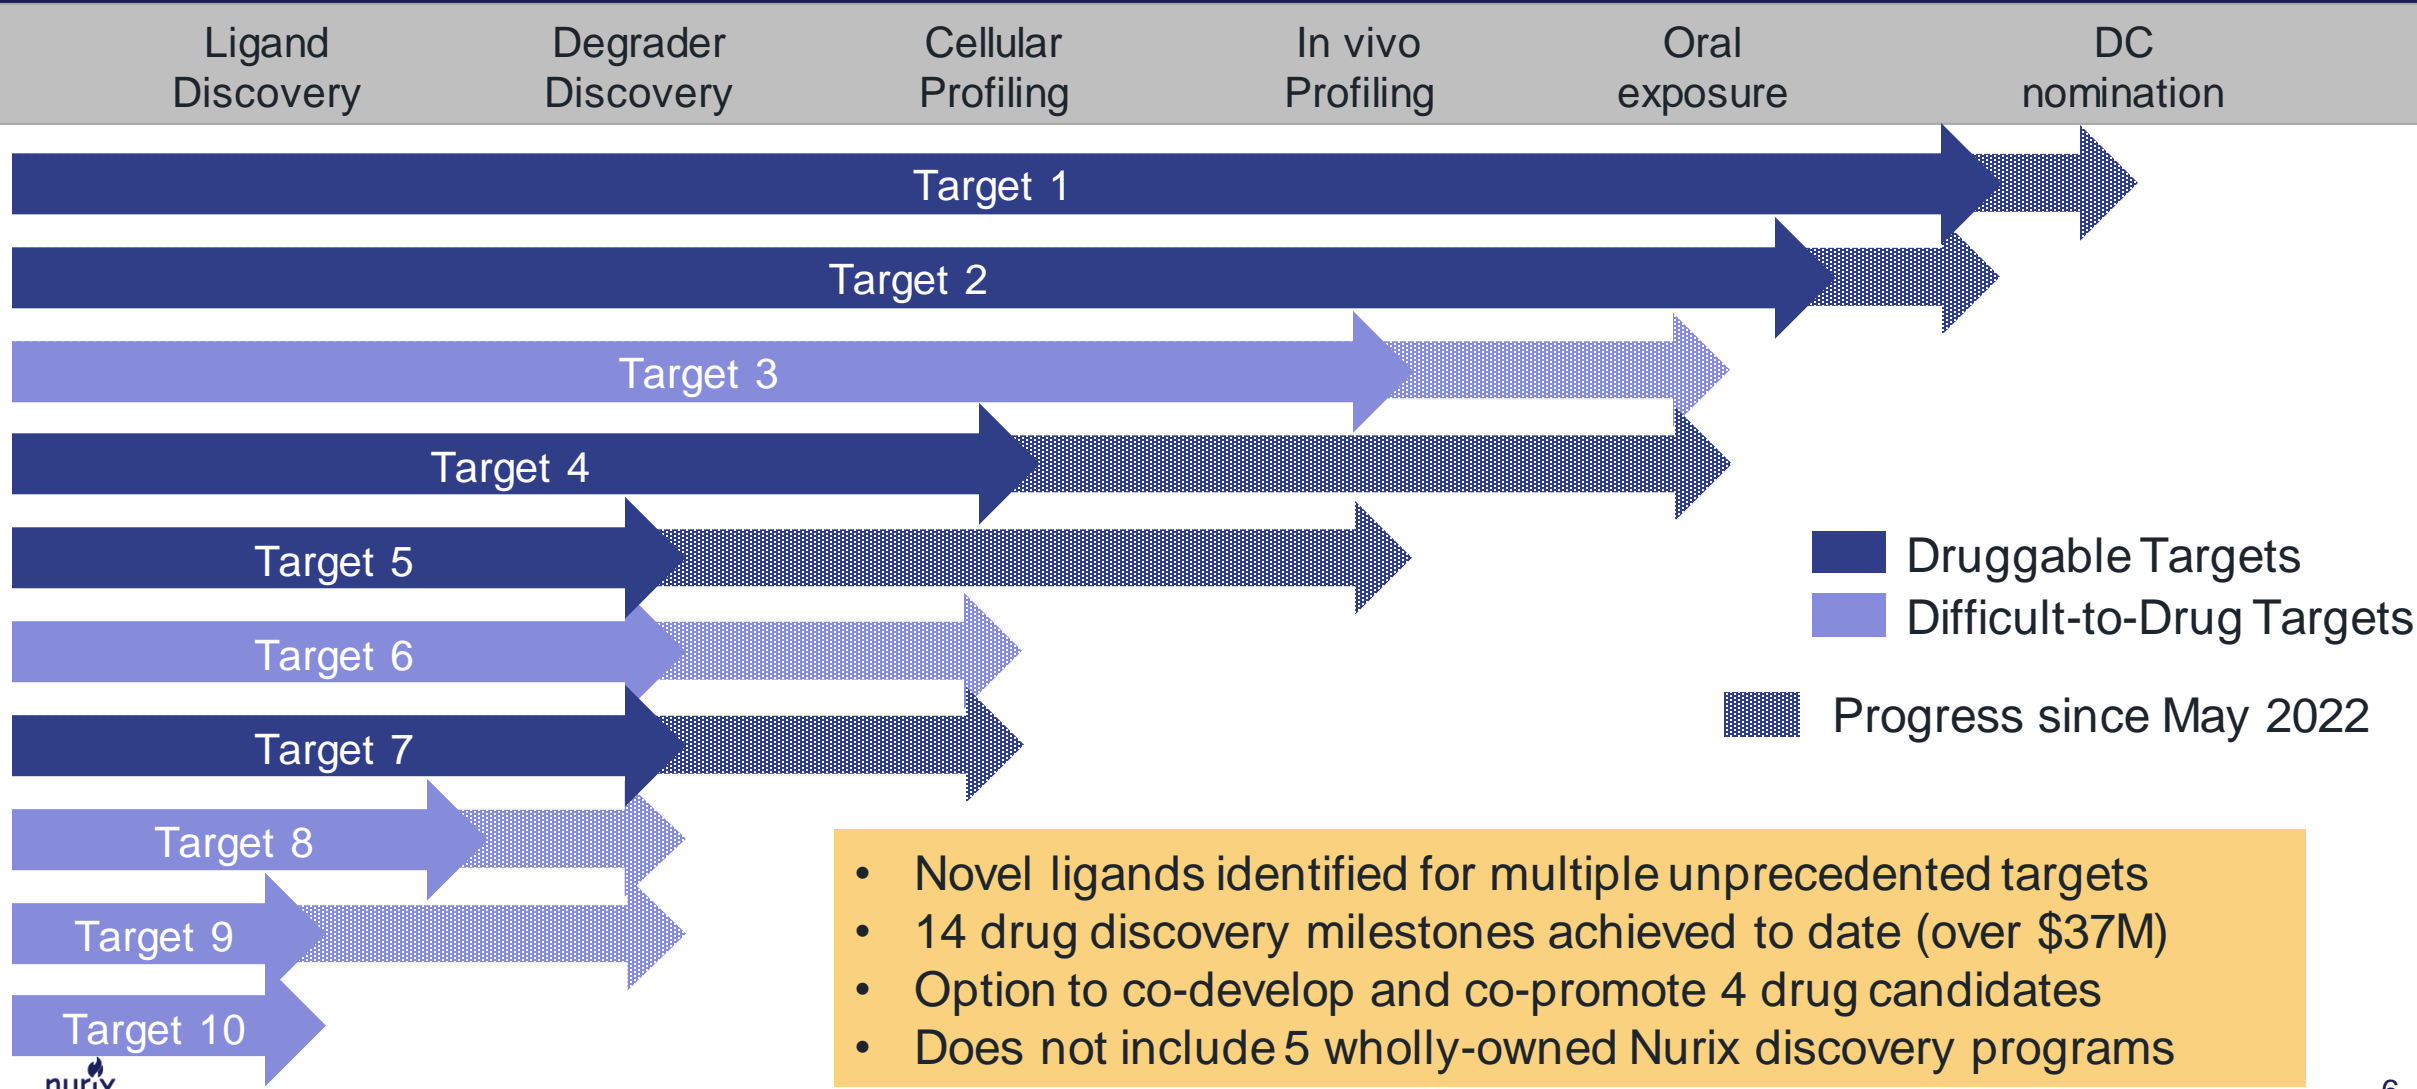 Ligand
Discovery
Degrader
Discovery
Cellular
Profiling
In vivo
Profiling
Oral
exposure
DC
nomination
Target 1
Target 2
Target 3
Target 4
Target 5
Target 6
Target 7
Target 8
Target 9
Target 10
Druggable Targets
Difficult-to-Drug Targets
Progress since May 2022
• Novel ligands identified for multiple unprecedented targets
• 14 drug discovery milestones achieved to date (over $37M)
• Option to co-develop and co-promote 4 drug candidates
• Does not include 5 wholly-owned Nurix discovery programs
nurix
6